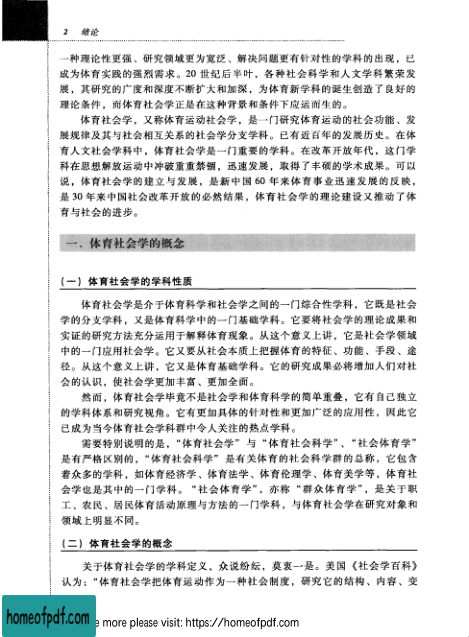 2 绪论
一种理论性更强、研究领域更为宽泛、解决问题更有针对性的学科的出现，已
成为体育实践的强烈需求。20 世纪后半叶，各种社会科学和人文学科繁荣发
展，其研究的广度和深度不断扩大和加深，为体育新学科的诞生创造了良好的
理论条件，而体育社会学正是在这种背景和条件下应运而生的。
体育社会学，又称体育运动社会学，是一门研究体育运动的社会功能、发
展规律及其与社会相互关系的社会学分支学科。已有近百年的发展历史。在体
育人文社会学科中，体育社会学是一门重要的学科。在改革开放年代，这门学
科在思想解放运动中冲破重重禁锢，迅速发展，取得了丰硕的学术成果。可以
说，体育社会学的建立与发展，是新中国 60 年来体育事业迅速发展的反映，
是 30 年来中国社会改革开放的必然结果，体育社会学的理论建设又推动了体
育与社会的进步。
一、体育社会学的概念
(一) 体育社会学的学科性质
体育社会学是介于体育科学和社会学之间的一门综合性学科，它既是社会
学的分支学科，又是体育科学中的一门基础学科。它要将社会学的理论成果和
实证的研究方法充分运用于解释体育现象。从这个意义上讲，它是社会学领域
中的一门应用社会学。它又要从社会本质上把握体育的特征、功能、手段、途
径。从这个意义上讲，它又是体育基础学科。它的研究成果必将增加人们对社
会的认识，使社会学更加丰富、更加全面。
然而，体育社会学毕竟不是社会学和体育科学的简单重叠，它有自己独立
的学科体系和研究视角。它有更加具体的针对性和更加广泛的应用性，因此它
已成为当今体育社会学科群中令人关注的热点学科。
需要特别说明的是，“体育社会学” 与 “体育社会科学”、“社会体育学”
是有严格区别的，“体育社会科学” 是有关体育的社会科学群的总称，它包含
着众多的学科，如体育经济学、体育法学、体育伦理学、体育美学等，体育社
会学也是其中的一门学科。“社会体育学”，亦称 “群众体育学”，是关于职
工、农民、居民体育活动原理与方法的一门学科，与体育社会学在研究对象和
领域上明显不同。
(二) 体育社会学的概念
关于体育社会学的学科定义，众说纷纭，莫衷一是。美国《社会学百科》
认为：“体育社会学把体育运动作为一种社会制度，研究它的结构、内容、变
homeofpdf.com
e more please visit: https://homeofpdf.com